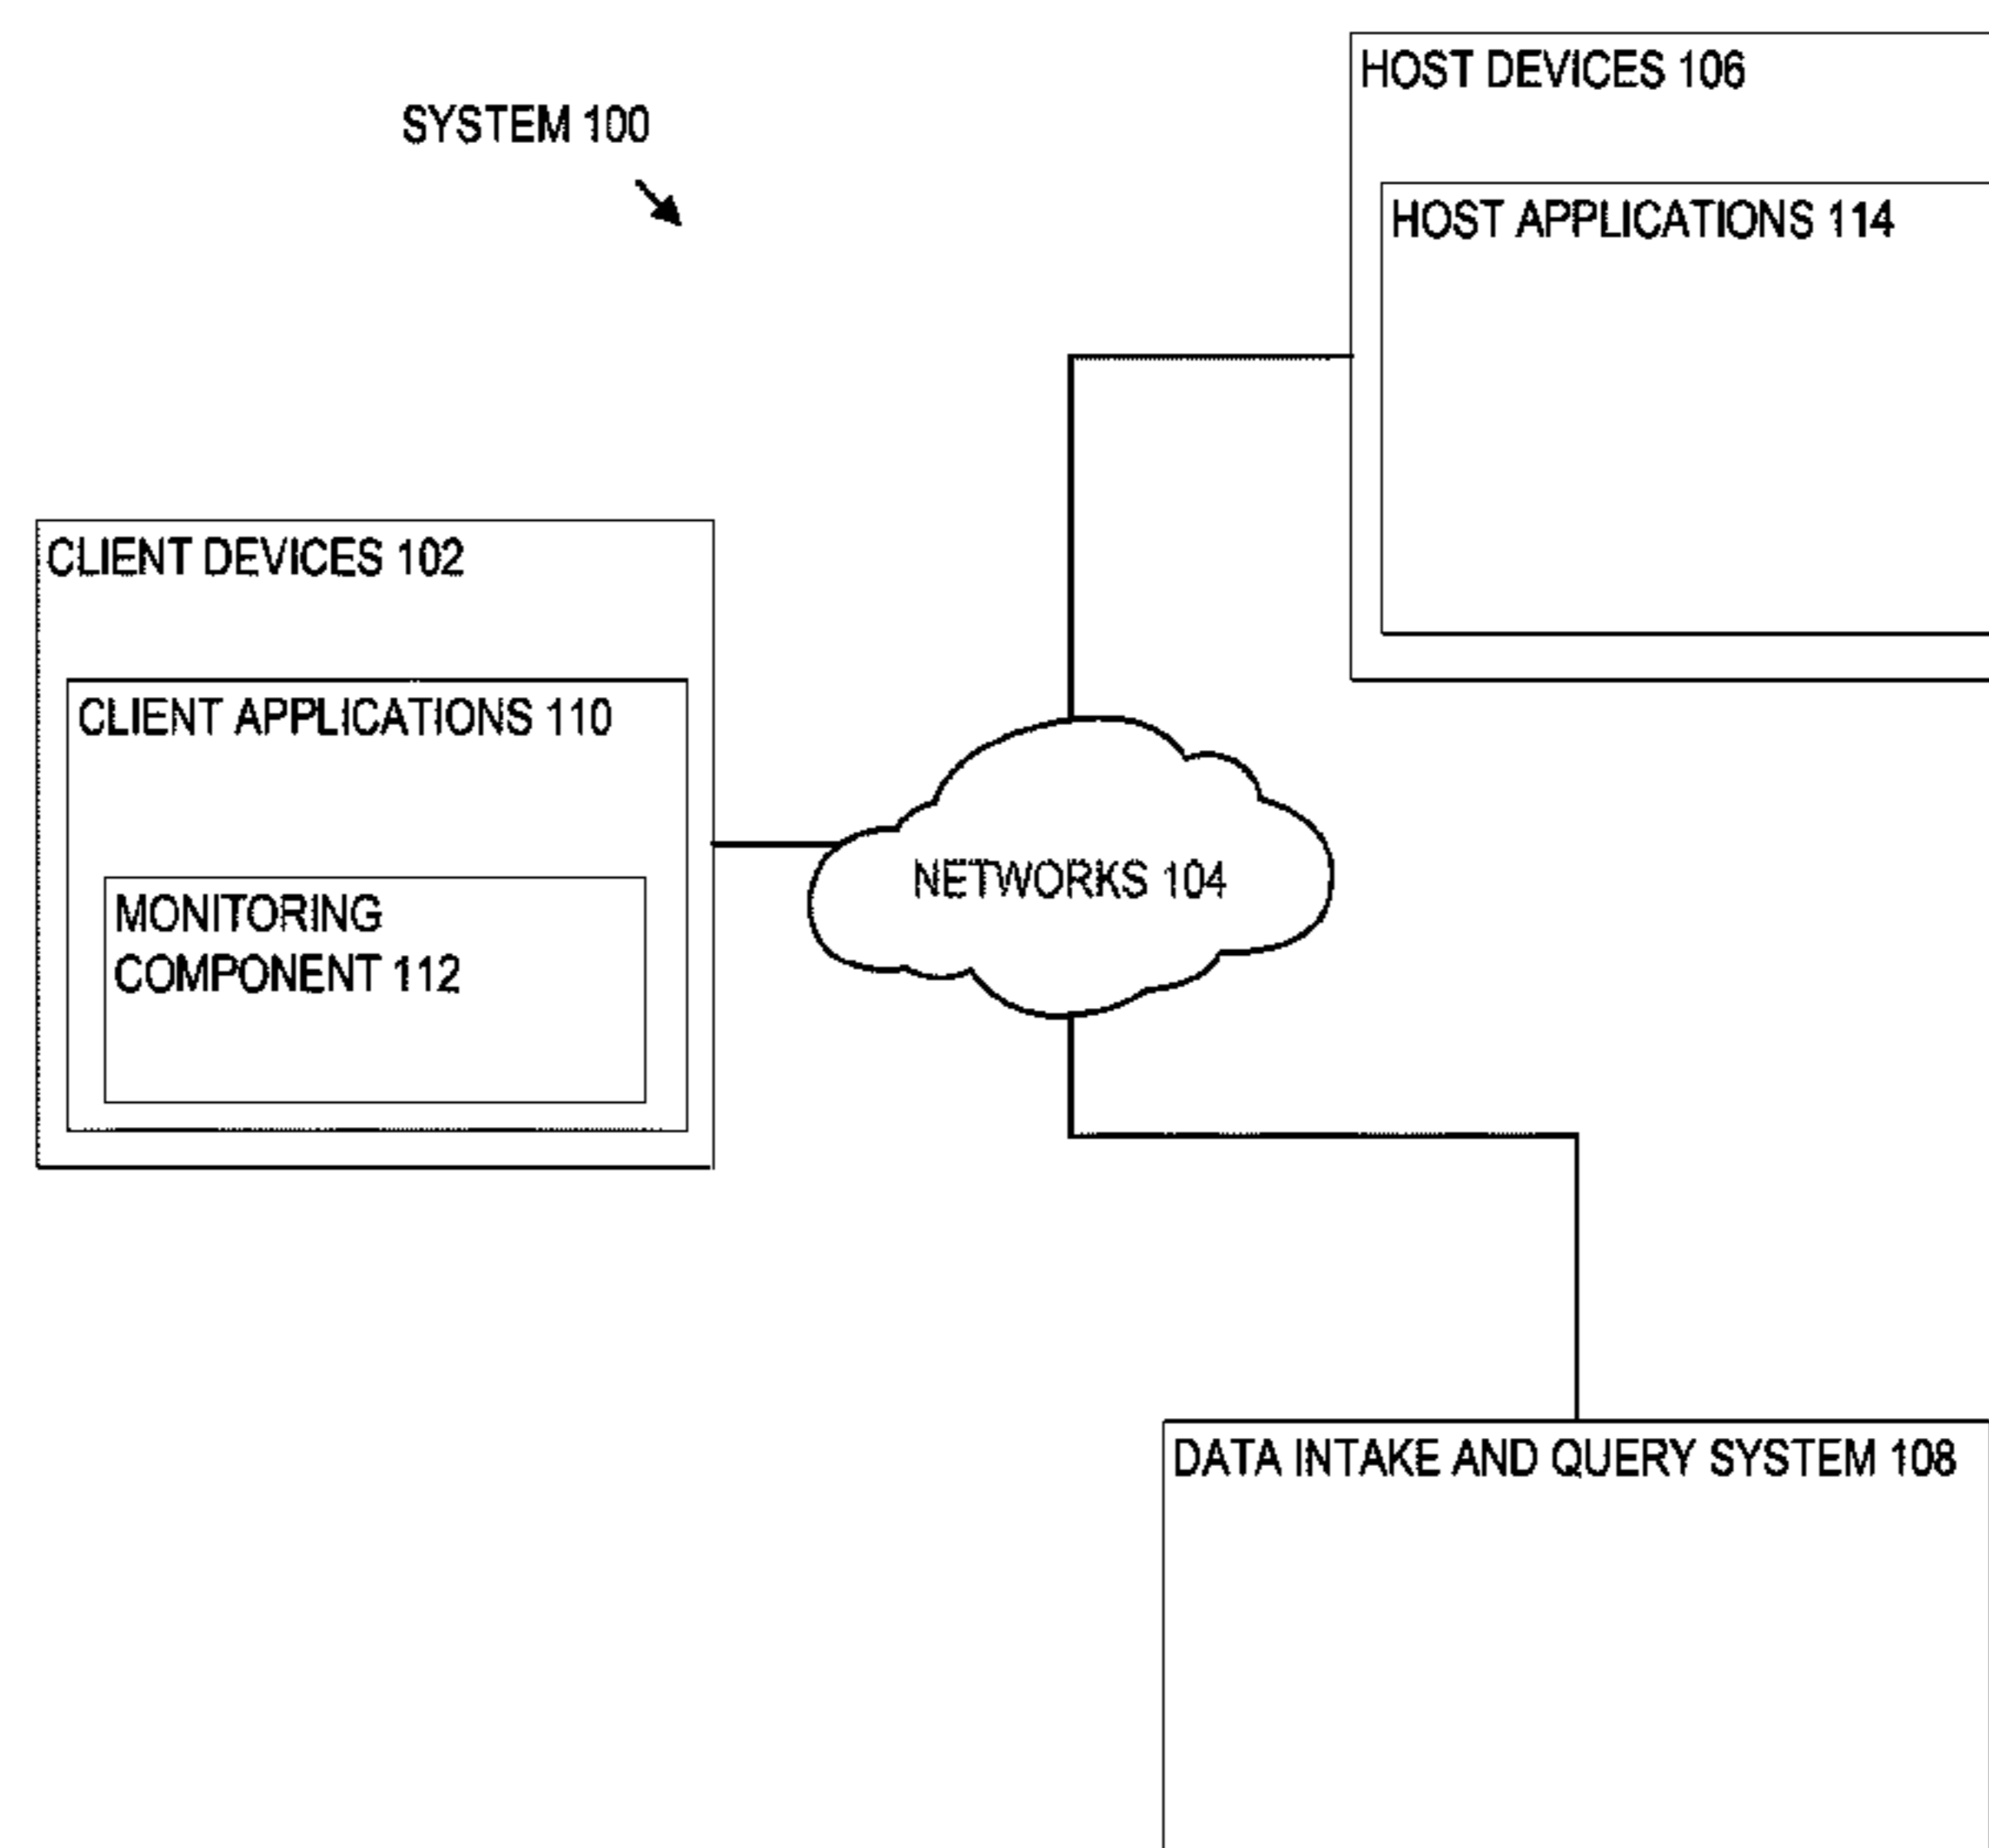 SYSTEM 100
HOST DEVICES 106
HOST APPLICATIONS 114
CLIENT DEVICES 102
CLIENT APPLICATIONS 110
MONITORING
COMPONENT 112
NETWORKS 104
DATA INTAKE AND QUERY SYSTEM 108